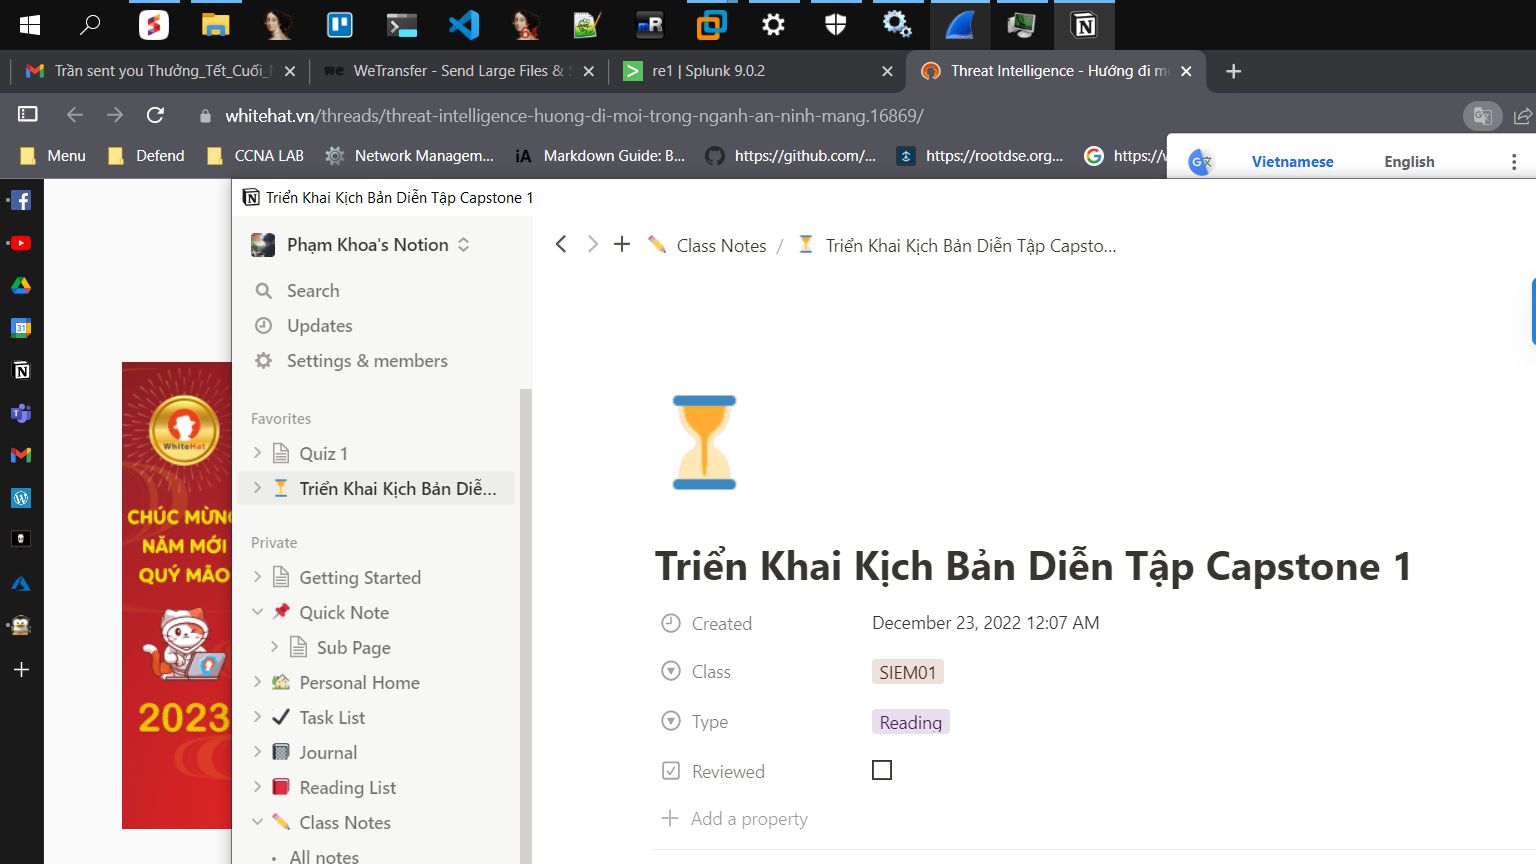 Trần sent you Thưởng_Tết_Cuối_
WeTransfer - Send Large Files &
re1 | Splunk 9.0.2
Threat Intelligence - Hướng đi m
whitehat.vn/threads/threat-intelligence-huong-di-moi-trong-nganh-an-ninh-mang.16869/
Menu
Defend
CCNA LAB
Network Managem...
iA
Markdown Guide: B...
https://github.com/...
https://rootdse.org...
https://
Vietnamese
English
Triển Khai Kịch Bản Diễn Tập Capstone 1
Phạm Khoa's Notion
Class Notes / Triển Khai Kịch Bản Diễn Tập Capsto...
Search
Updates
Settings & members
Favorites
Quiz 1
Triển Khai Kịch Bản Diễ...
Private
Getting Started
Quick Note
Sub Page
Personal Home
Task List
Journal
Reading List
Class Notes
All notes
WhiteHat
CHÚC MỪNG
NĂM MỚI
QUÝ MÃO
2023
Triển Khai Kịch Bản Diễn Tập Capstone 1
Created
December 23, 2022 12:07 AM
Class
SIEM01
Type
Reading
Reviewed
Add a property